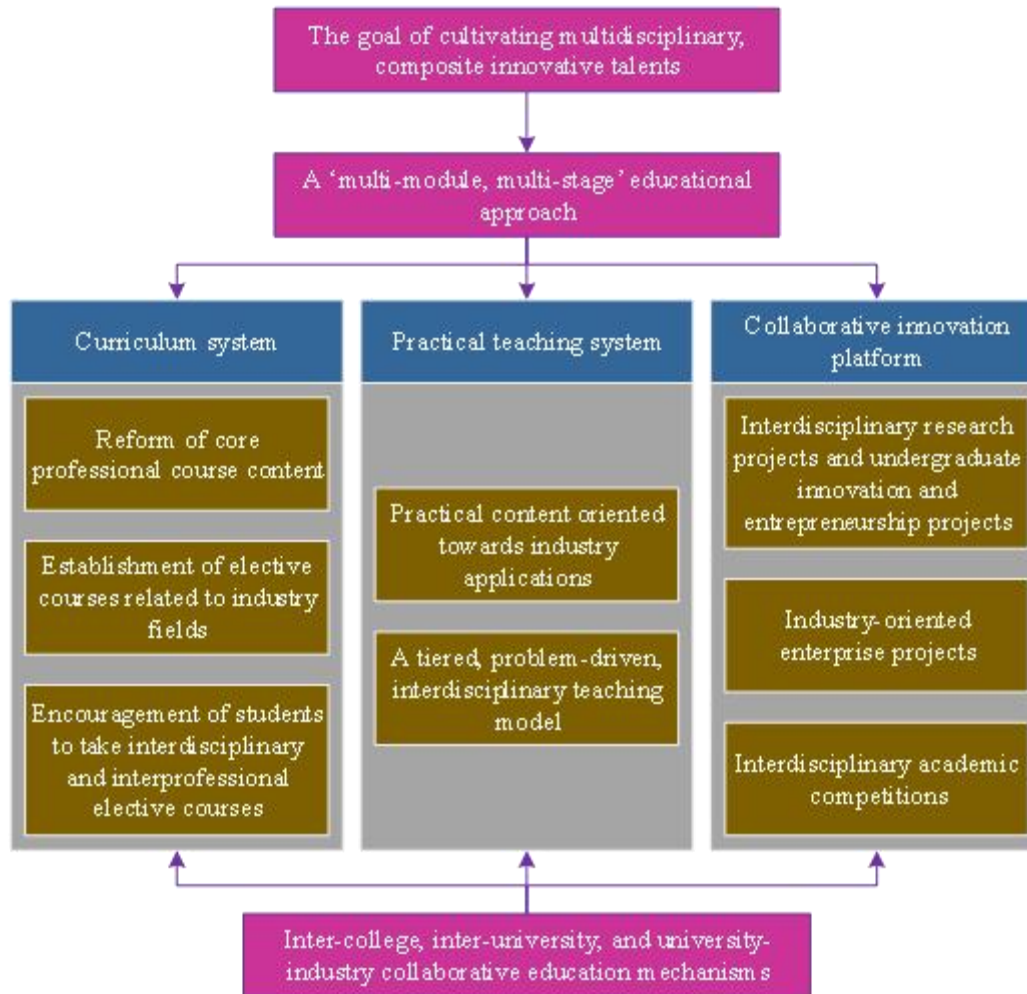 The goal of cultivating multidisciplinary,
composite innovative talents
A ‘multi-module, multi-stage’ educational
approach
Curriculum system
Reform of core
professional course content
Establishment of elective
courses related to industry
fields
Encouragement of students
to take interdisciplinary
and interprofessional
elective courses
Practical teaching system
Practical content oriented
towards industry
applications
A tiered, problem-driven,
interdisciplinary teaching
model
Collaborative innovation
platform
Interdisciplinary research
projects and undergraduate
innovation and
entrepreneurship projects
Industry-oriented
enterprise projects
Interdisciplinary academic
competitions
Inter-college, inter-university, and university-
industry collaborative education mechanisms